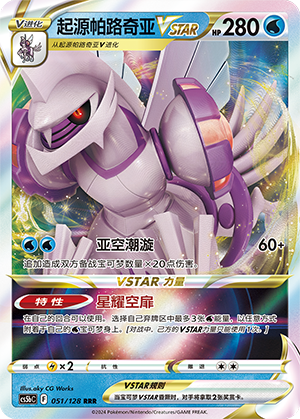 V进化 起源帕路奇亚 VSTAR HP 280
从起源帕路奇亚V进化
亚空潮漩 60+
追加造成双方备战宝可梦数量×20点伤害。
VSTAR力量
特性 星耀空扉
在自己的回合可以使用。选择自己弃牌区中最多3张 能量,以任意方式
附着于自己的 宝可梦身上。[对战中,己方的VSTAR力量只能使用1次。]
弱点 ×2 抵抗力 撤退
Illus.aky CG Works
VSTAR规则
当宝可梦VSTAR昏厥时,对手将拿取2张奖赏卡。
cs5bC F 051/128 RRR
©2024 Pokémon/Nintendo/Creatures/GAME FREAK.